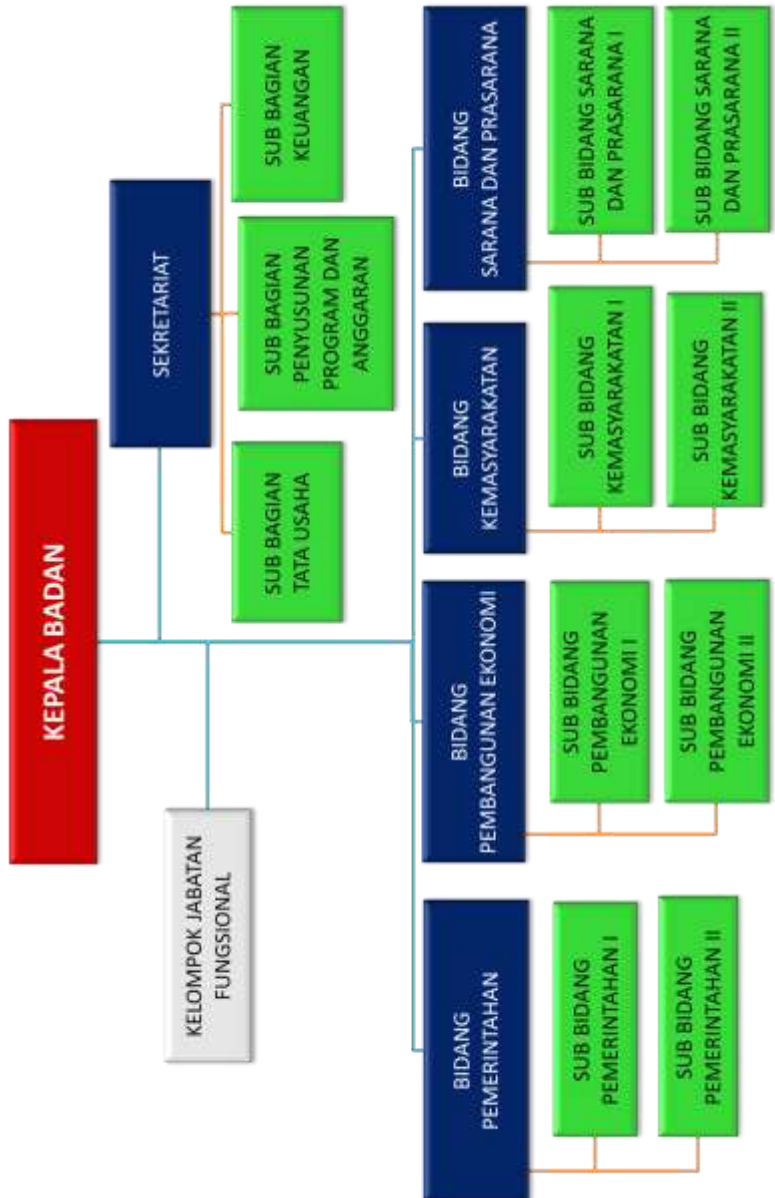 KEPALA BADAN
SEKRETARIAT
KELOMPOK JABATAN
FUNGSIONAL
SUB BAGIAN
TATA USAHA
SUB BAGIAN
PENYUSUNAN
PROGRAM DAN
ANGGARAN
SUB BAGIAN
KEUANGAN
BIDANG
PEMERINTAHAN
SUB BIDANG
PEMERINTAHAN I
SUB BIDANG
PEMERINTAHAN II
BIDANG
PEMBANGUNAN EKONOMI
SUB BIDANG
PEMBANGUNAN
EKONOMI I
SUB BIDANG
PEMBANGUNAN
EKONOMI II
BIDANG
KEMASYARAKATAN
SUB BIDANG
KEMASYARAKATAN I
SUB BIDANG
KEMASYARAKATAN II
BIDANG
SARANA DAN PRASARANA
SUB BIDANG SARANA
DAN PRASARANA I
SUB BIDANG SARANA
DAN PRASARANA II